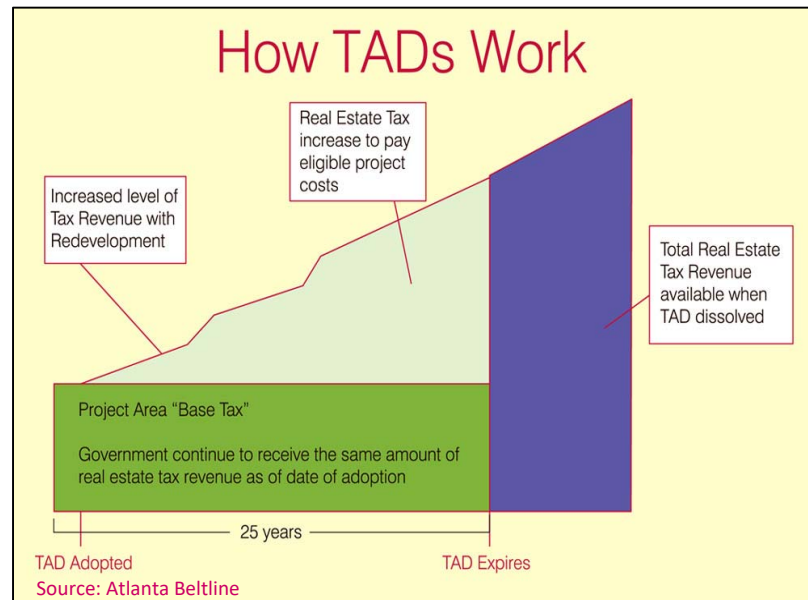 How TADs Work
Real Estate Tax
increase to pay
eligible project
costs
Increased level of
Tax Revenue with
Redevelopment
Total Real Estate
Tax Revenue
available when
TAD dissolved
Project Area “Base Tax”
Government continue to receive the same amount of
real estate tax revenue as of date of adoption
25 years
TAD Adopted
TAD Expires
Source: Atlanta Beltline